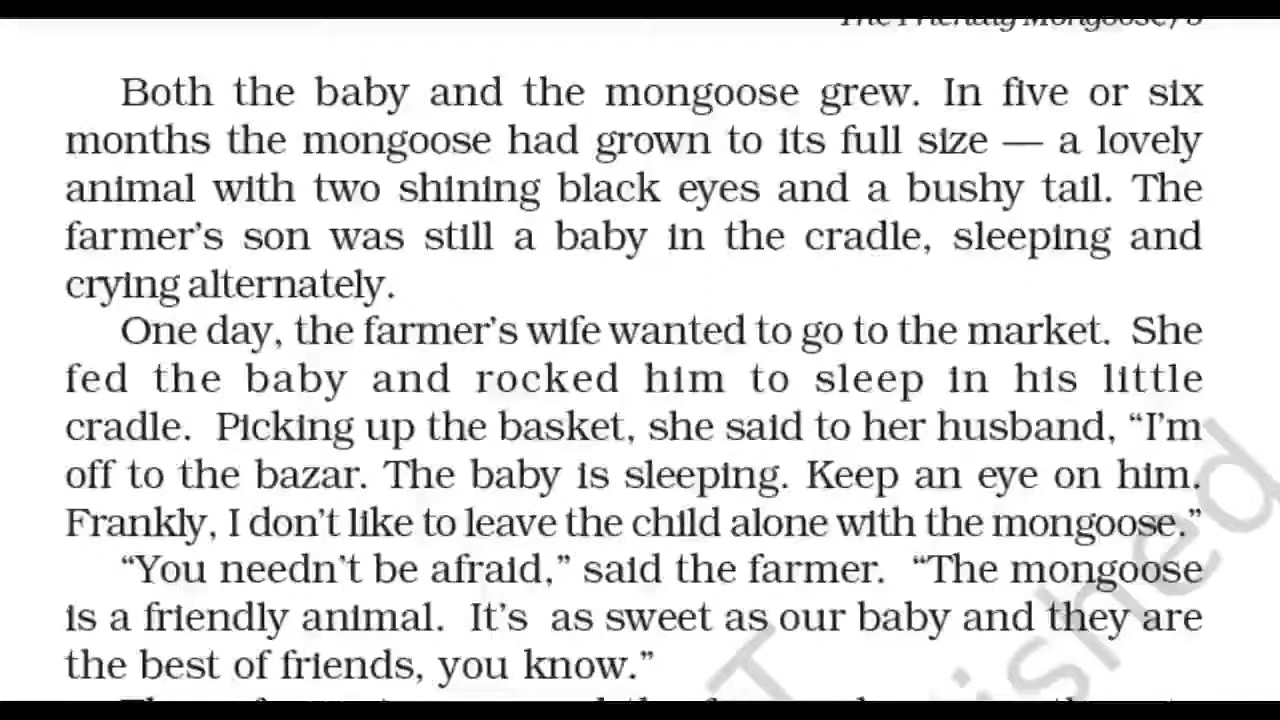 The Friendly Mongoose/3
Both the baby and the mongoose grew. In five or six
months the mongoose had grown to its full size — a lovely
animal with two shining black eyes and a bushy tail. The
farmer's son was still a baby in the cradle, sleeping and
crying alternately.
One day, the farmer's wife wanted to go to the market. She
fed the baby and rocked him to sleep in his little
cradle. Picking up the basket, she said to her husband, “I'm
off to the bazar. The baby is sleeping. Keep an eye on him.
Frankly, I don't like to leave the child alone with the mongoose.”
“You needn't be afraid,” said the farmer. “The mongoose
is a friendly animal. It's as sweet as our baby and they are
the best of friends, you know.”